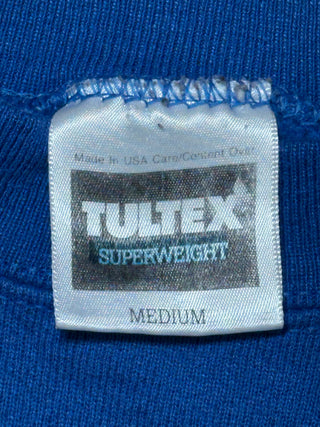 Made In USA Care/Content Over
TULTEX
SUPERWEIGHT
MEDIUM